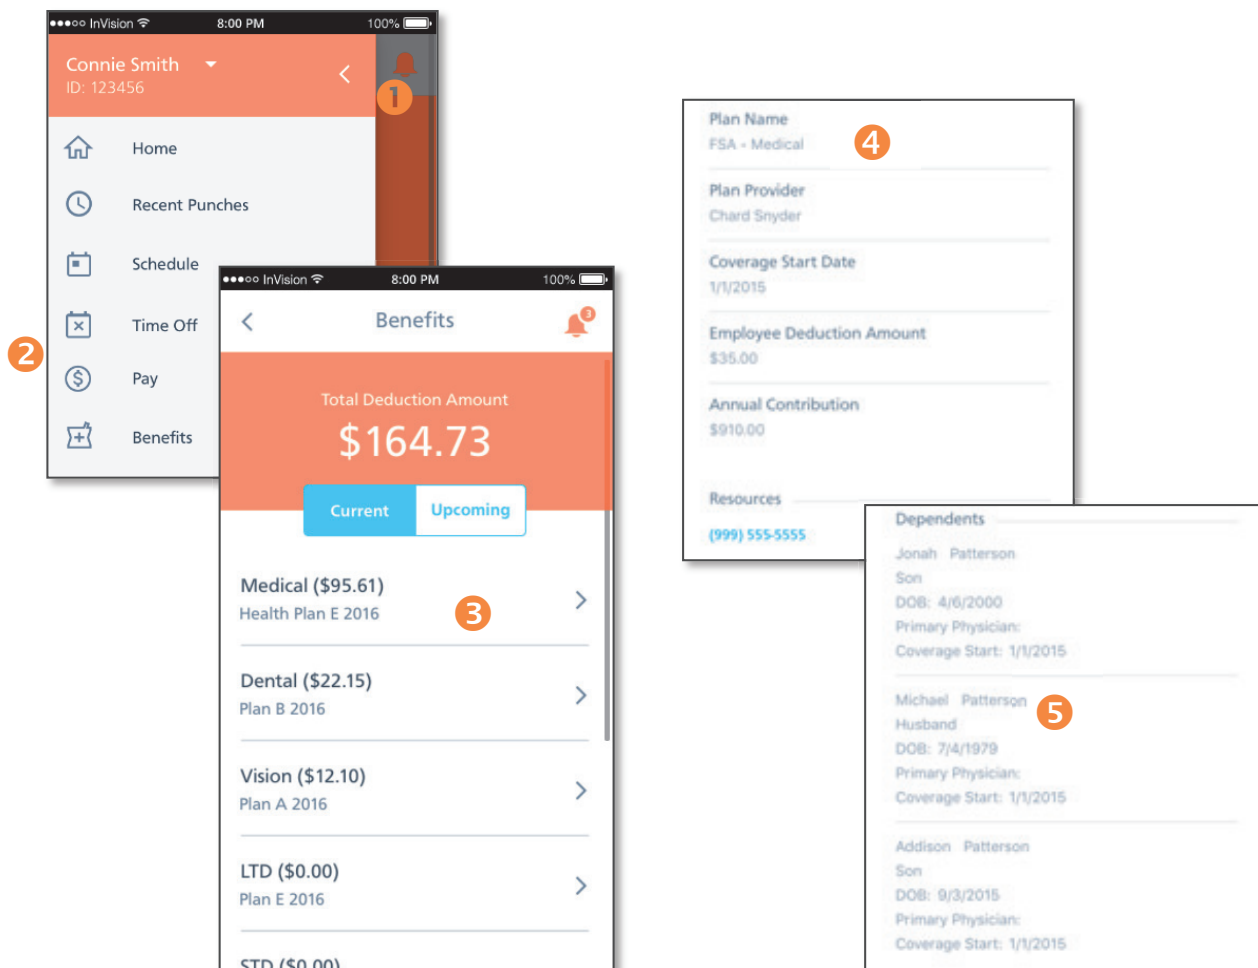 ●●●○○ InVision 8:00 PM 100%
Connie Smith
ID: 123456
1
Home
Recent Punches
Schedule
Time Off
2
Pay
Benefits
●●●○○ InVision 8:00 PM 100%
Benefits
3
Total Deduction Amount
$164.73
Current Upcoming
Medical ($95.61)
Health Plan E 2016
3
Dental ($22.15)
Plan B 2016
Vision ($12.10)
Plan A 2016
LTD ($0.00)
Plan E 2016
STD ($0.00)
Plan Name
FSA - Medical
4
Plan Provider
Chard Snyder
Coverage Start Date
1/1/2015
Employee Deduction Amount
$35.00
Annual Contribution
$910.00
Resources
(999) 555-5555
Dependents
Jonah Patterson
Son
DOB: 4/6/2000
Primary Physician:
Coverage Start: 1/1/2015
Michael Patterson
5
Husband
DOB: 7/4/1979
Primary Physician:
Coverage Start: 1/1/2015
Addison Patterson
Son
DOB: 9/3/2015
Primary Physician:
Coverage Start: 1/1/2015